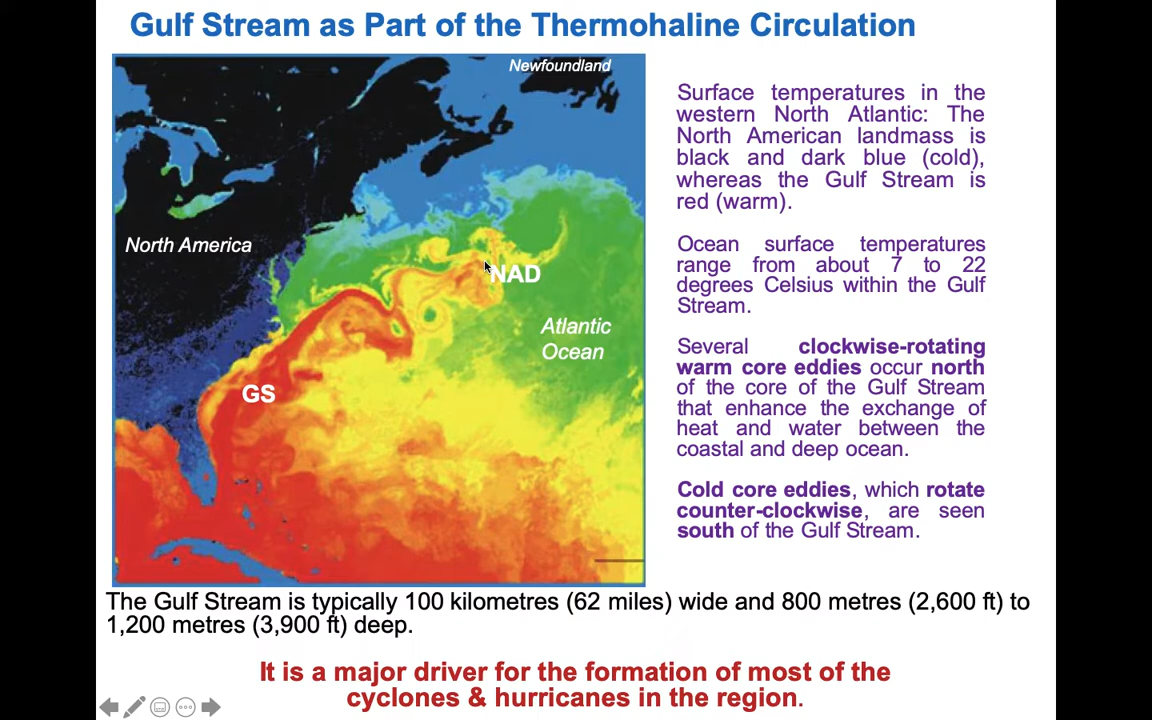 Gulf Stream as Part of the Thermohaline Circulation
Newfoundland
North America
NAD
Atlantic
Ocean
GS
Surface temperatures in the
western North Atlantic: The
North American landmass is
black and dark blue (cold),
whereas the Gulf Stream is
red (warm).
Ocean surface temperatures
range from about 7 to 22
degrees Celsius within the Gulf
Stream.
Several clockwise-rotating
warm core eddies occur north
of the core of the Gulf Stream
that enhance the exchange of
heat and water between the
coastal and deep ocean.
Cold core eddies, which rotate
counter-clockwise, are seen
south of the Gulf Stream.
The Gulf Stream is typically 100 kilometres (62 miles) wide and 800 metres (2,600 ft) to
1,200 metres (3,900 ft) deep.
It is a major driver for the formation of most of the
cyclones & hurricanes in the region.